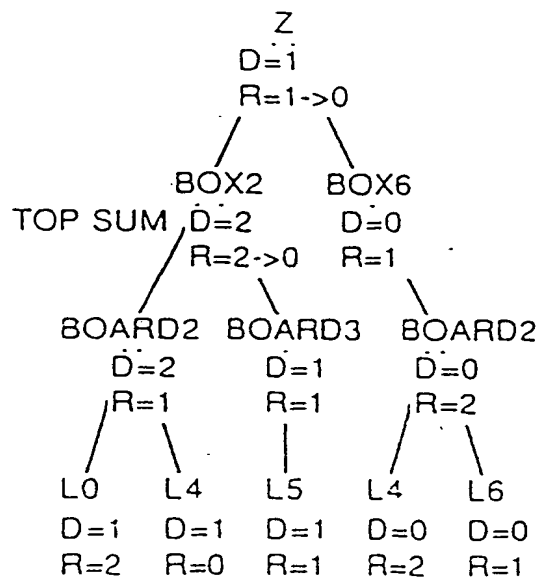 Z
D=1
R=1->0
BOX2 BOX6
TOP SUM D=2 D=0
R=2->0 R=1
BOARD2 BOARD3 BOARD2
D=2 D=1 D=0
R=1 R=1 R=2
L0 L4 L5 L4 L6
D=1 D=1 D=1 D=0 D=0
R=2 R=0 R=1 R=2 R=1